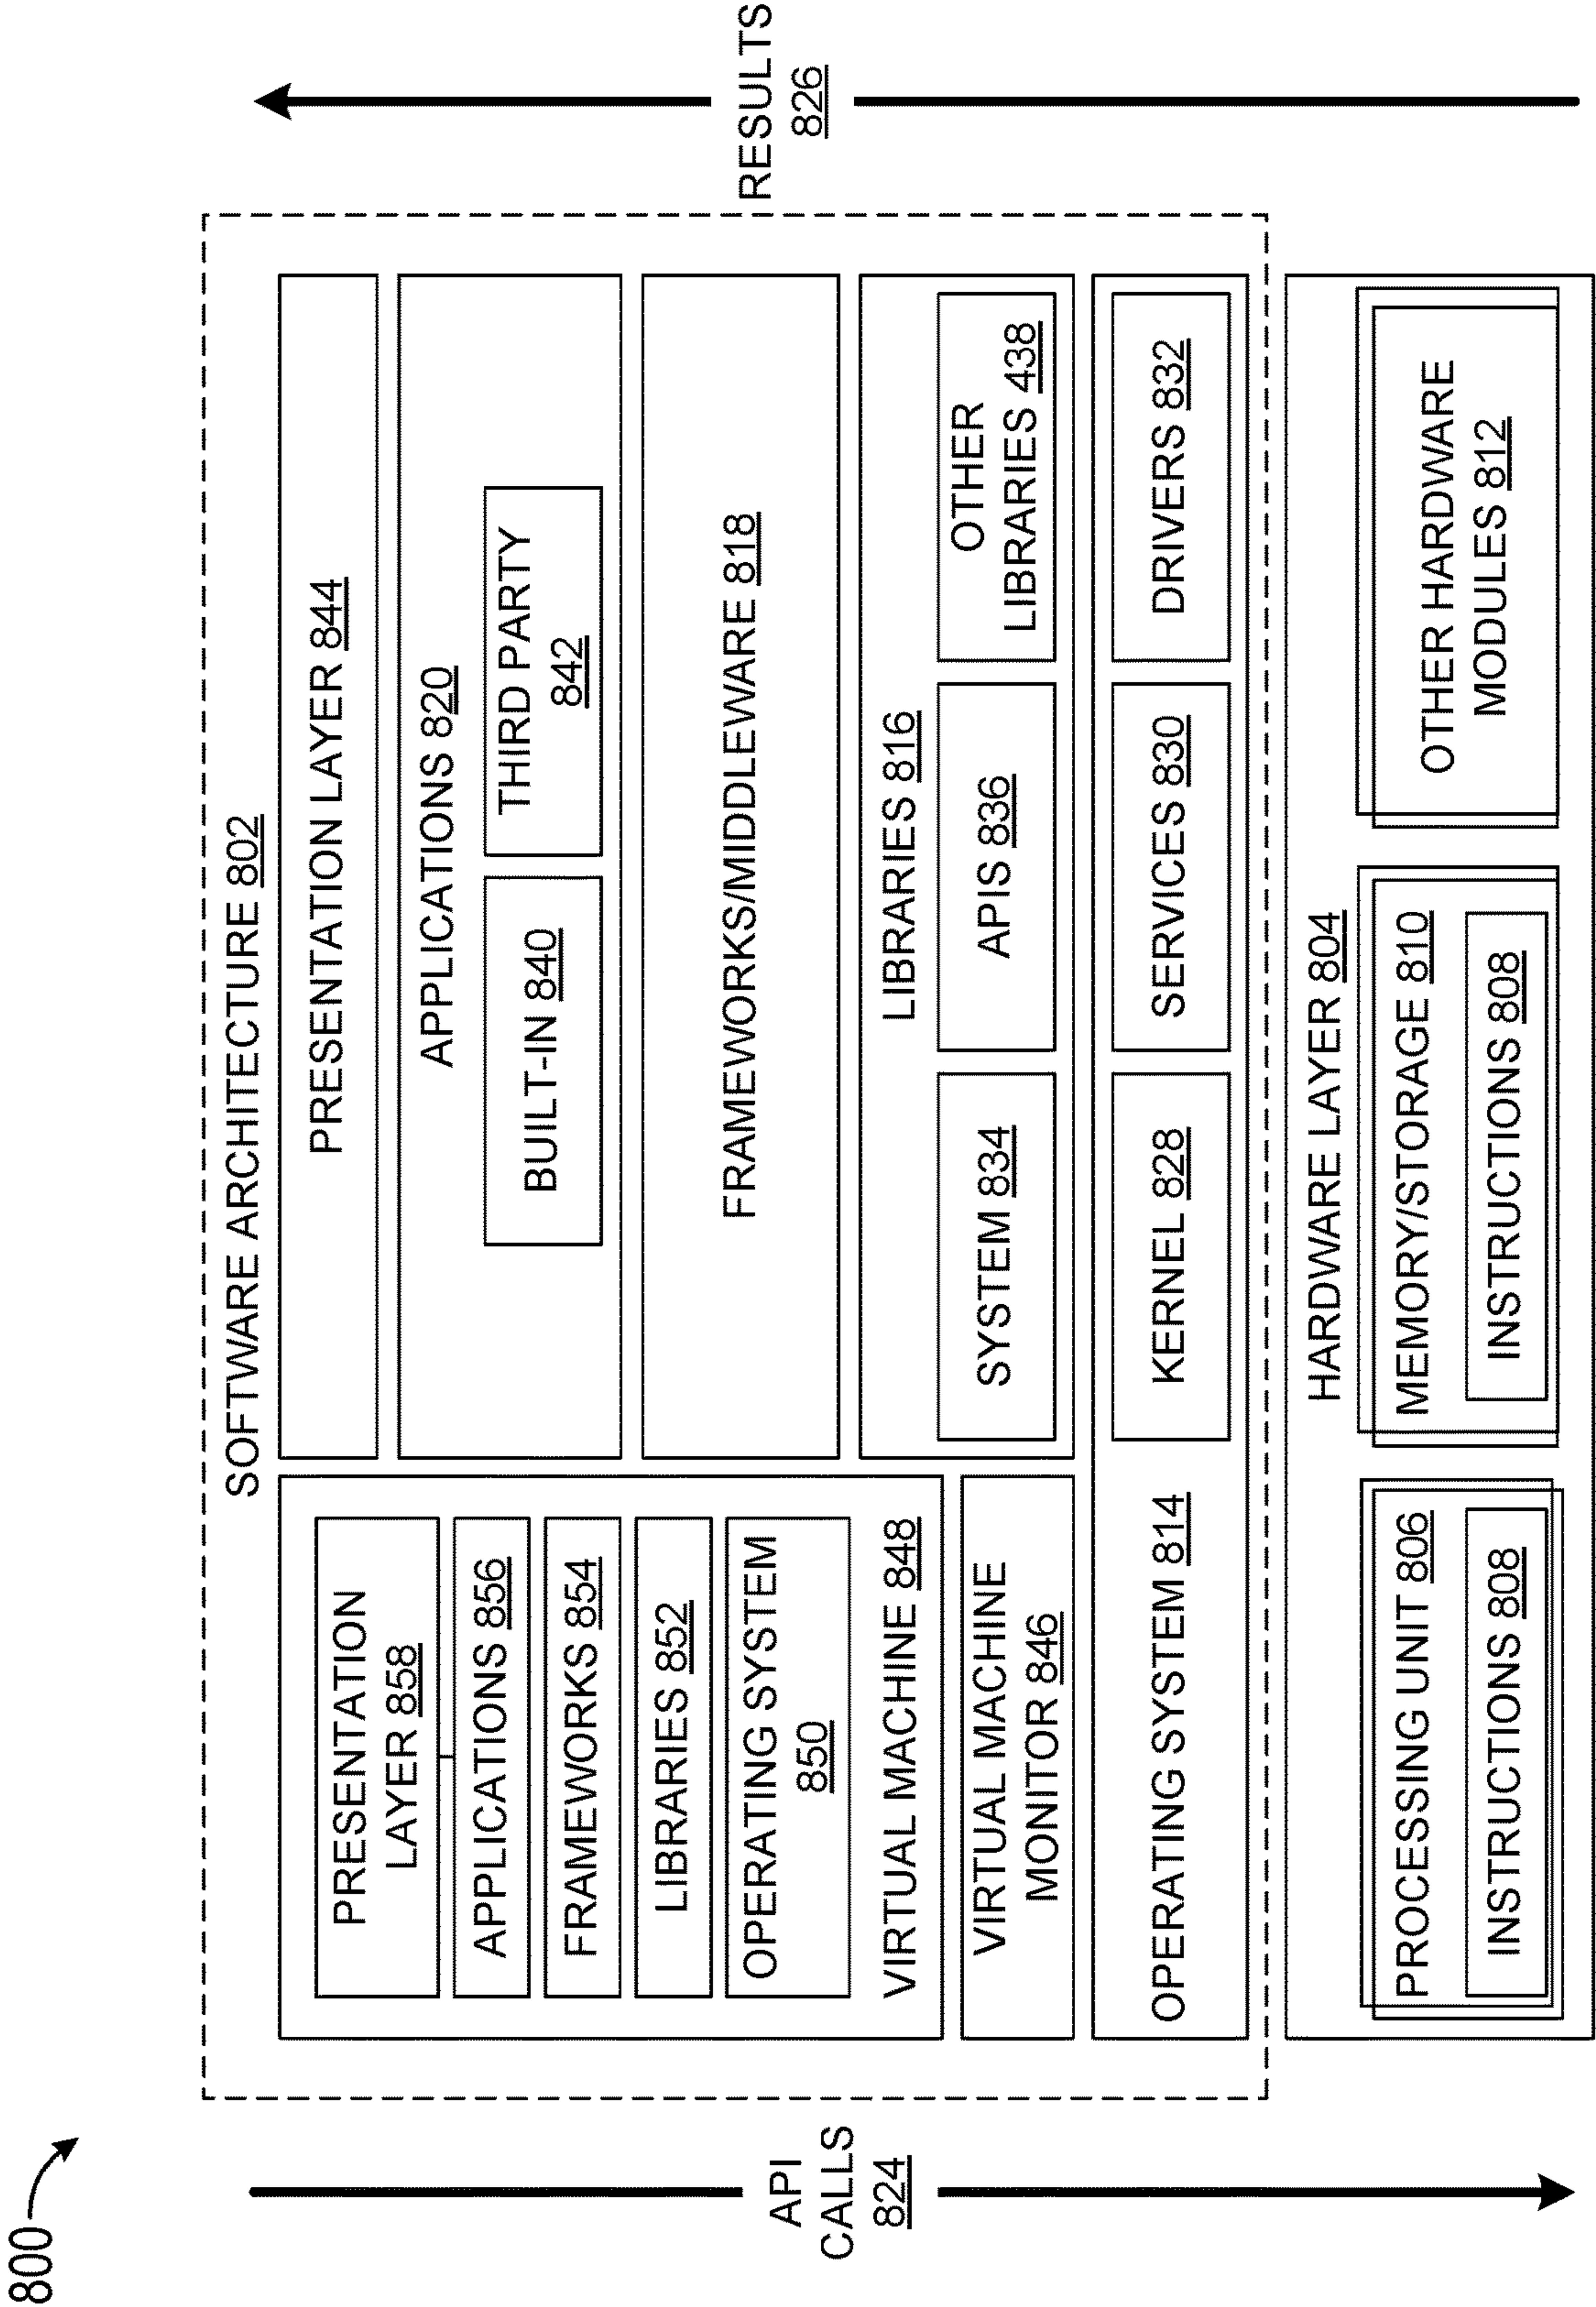 800
SOFTWARE ARCHITECTURE 802
PRESENTATION
LAYER 858
APPLICATIONS 856
FRAMEWORKS 854
LIBRARIES 852
OPERATING SYSTEM
850
VIRTUAL MACHINE 848
VIRTUAL MACHINE
MONITOR 846
PRESENTATION LAYER 844
APPLICATIONS 820
BUILT-IN 840
THIRD PARTY
842
FRAMEWORKS/MIDDLEWARE 818
LIBRARIES 816
SYSTEM 834
APIS 836
OTHER
LIBRARIES 438
OPERATING SYSTEM 814
KERNEL 828
SERVICES 830
DRIVERS 832
HARDWARE LAYER 804
PROCESSING UNIT 806
INSTRUCTIONS 808
MEMORY/STORAGE 810
INSTRUCTIONS 808
OTHER HARDWARE
MODULES 812
API
CALLS
824
RESULTS
826